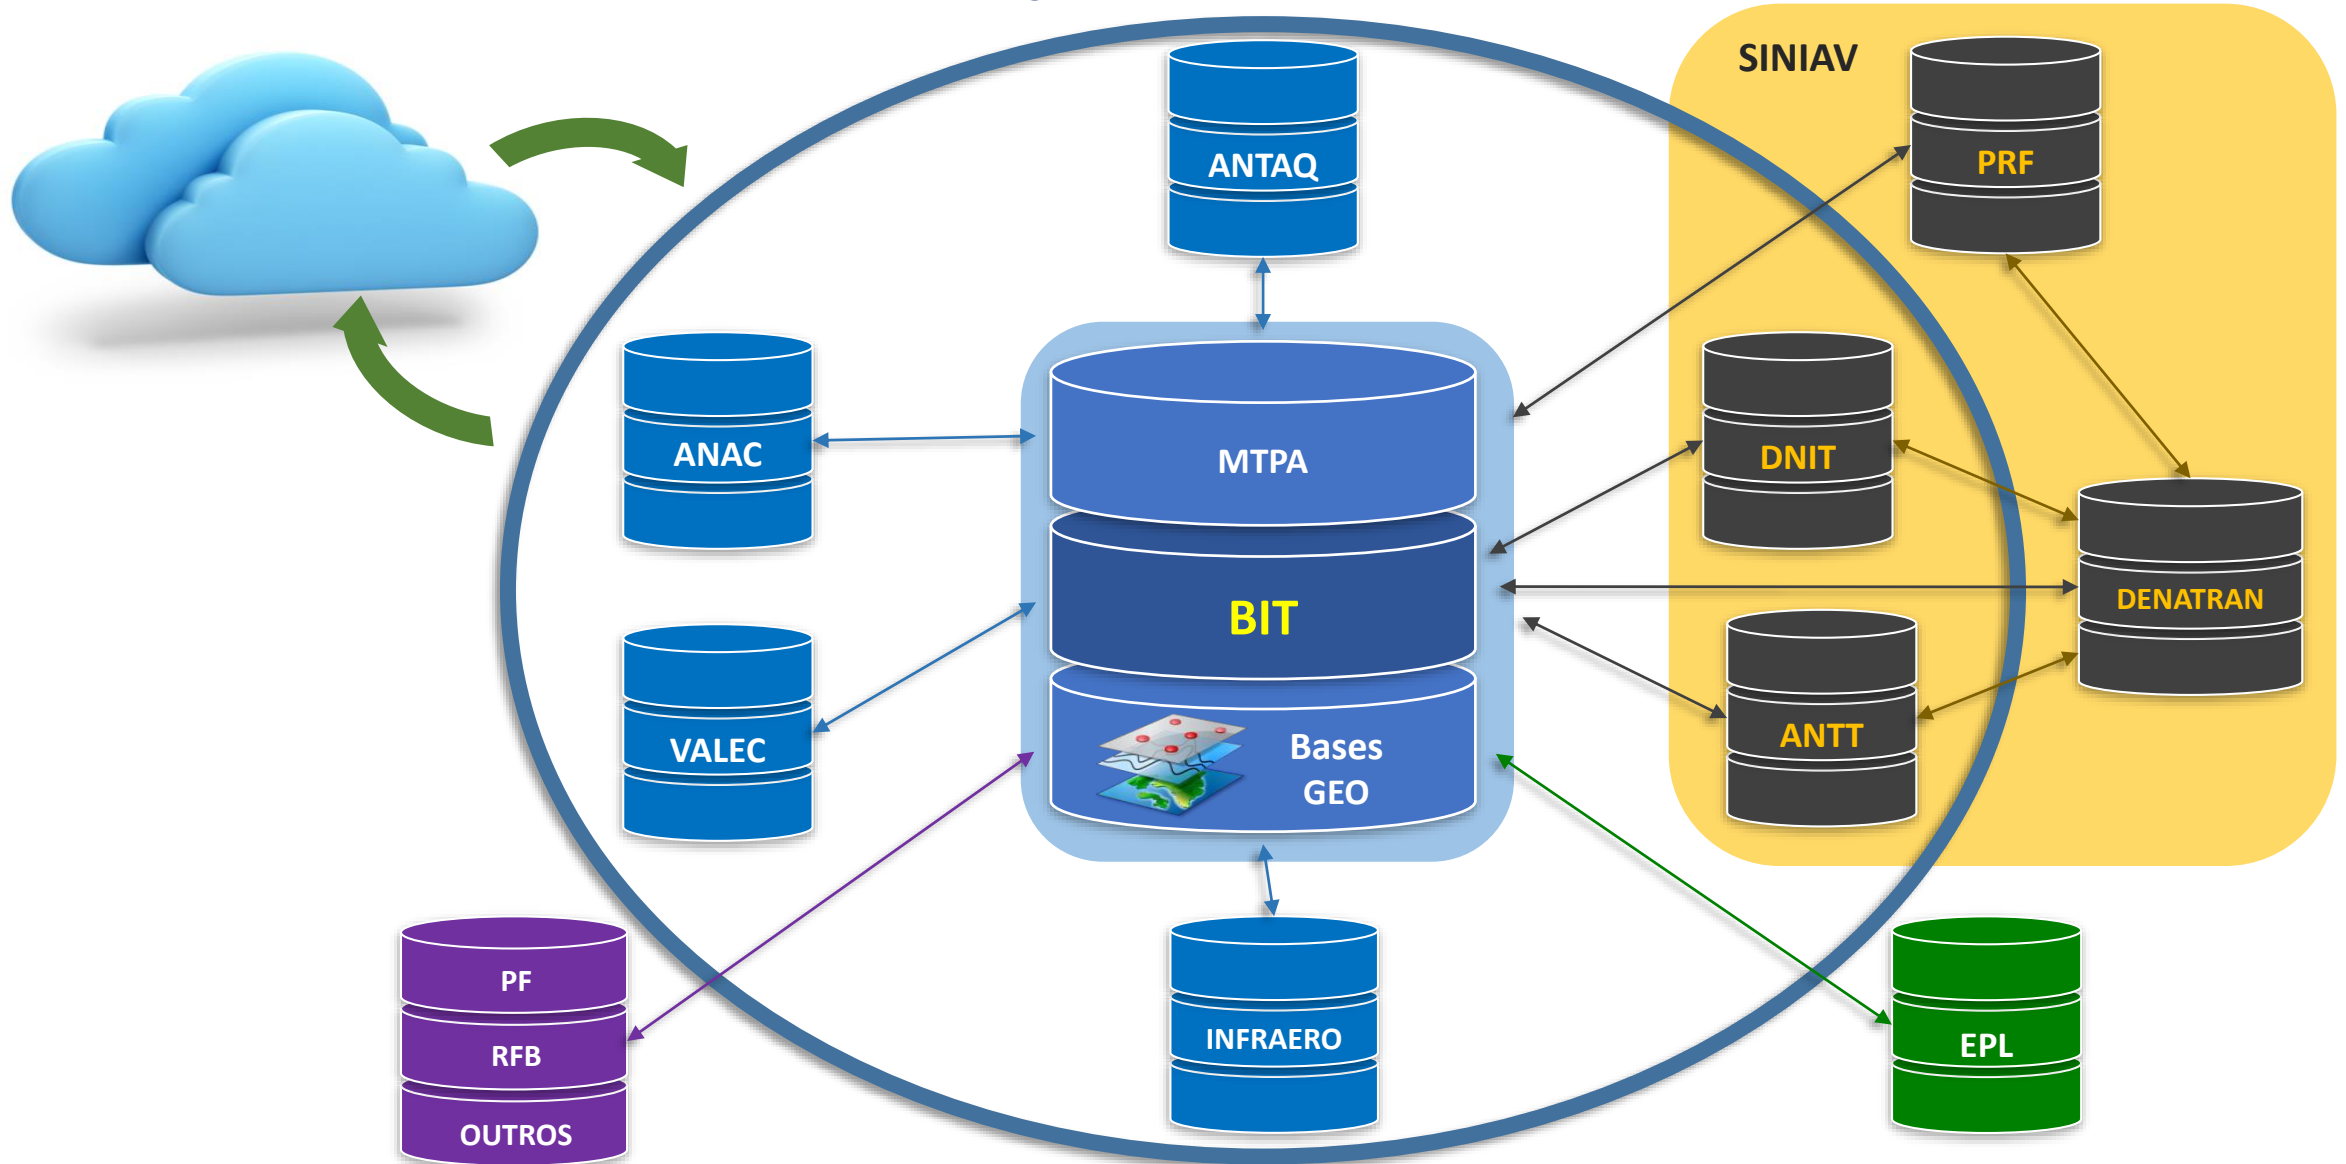 SINIAV
PRF
ANTAQ
ANAC
MTPA
DNIT
BIT
DENATRAN
VALEC
Bases
GEO
ANTT
PF
RFB
OUTROS
INFRAERO
EPL